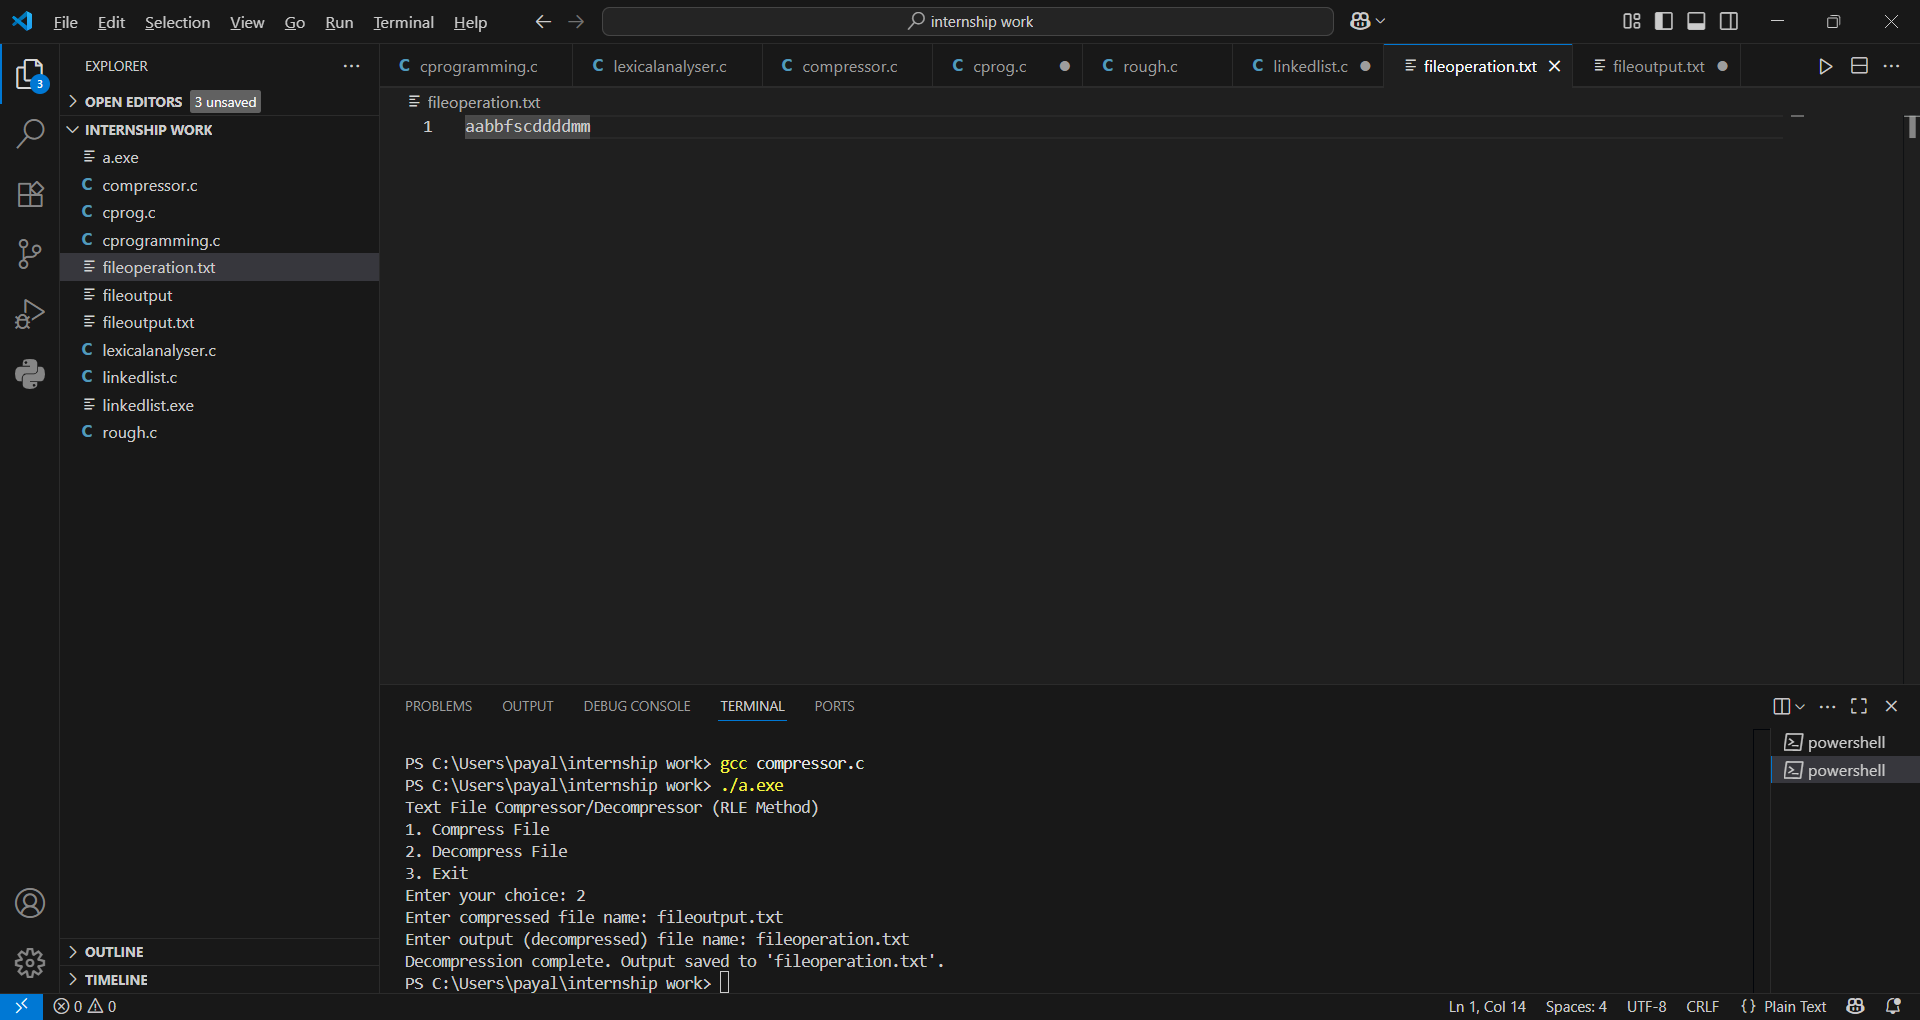 File Edit Selection View Go Run Terminal Help internship work
EXPLORER
OPEN EDITORS 3 unsaved
INTERNSHIP WORK
a.exe
C compressor.c
C cprog.c
C cprogramming.c
fileoperation.txt
fileoutput
fileoutput.txt
C lexicalanalyser.c
C linkedlist.c
linkedlist.exe
C rough.c
OUTLINE
TIMELINE
3
C cprogramming.c C lexicalanalyser.c C compressor.c C cprog.c C rough.c C linkedlist.c fileoperation.txt fileoutput.txt
fileoperation.txt
1 aabbfscddddmm
PROBLEMS OUTPUT DEBUG CONSOLE TERMINAL PORTS
PS C:\Users\payal\internship work> gcc compressor.c
PS C:\Users\payal\internship work> ./a.exe
Text File Compressor/Decompressor (RLE Method)
1. Compress File
2. Decompress File
3. Exit
Enter your choice: 2
Enter compressed file name: fileoutput.txt
Enter output (decompressed) file name: fileoperation.txt
Decompression complete. Output saved to 'fileoperation.txt'.
PS C:\Users\payal\internship work>
powershell
powershell
0 0 Ln 1, Col 14 Spaces: 4 UTF-8 CRLF {} Plain Text